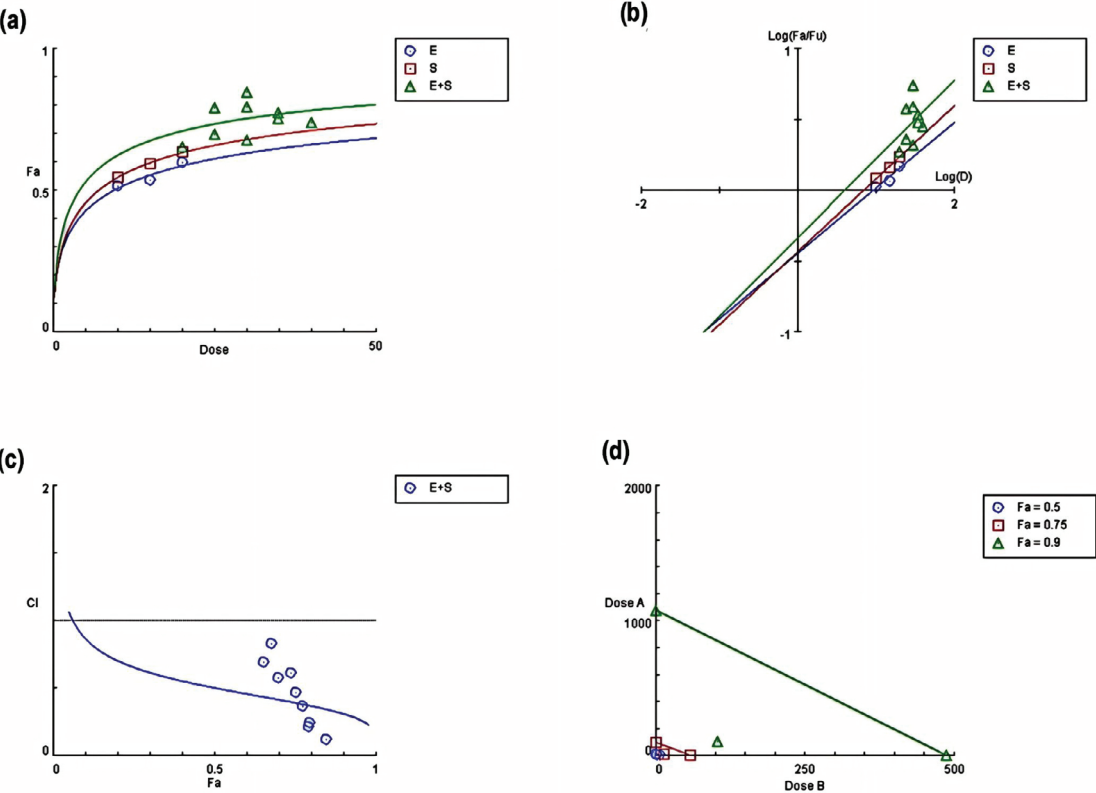 (a)
1
Fa
0.5
0
0
Dose
50
E
S
E+S
(b)
Log(Fa/Fu)
1
Log(D)
-2
2
-1
E
S
E+S
(c)
2
CI
0
0
0.5
1
Fa
E+S
(d)
2000
Dose A
1000
0
0
250
500
Dose B
Fa = 0.5
Fa = 0.75
Fa = 0.9